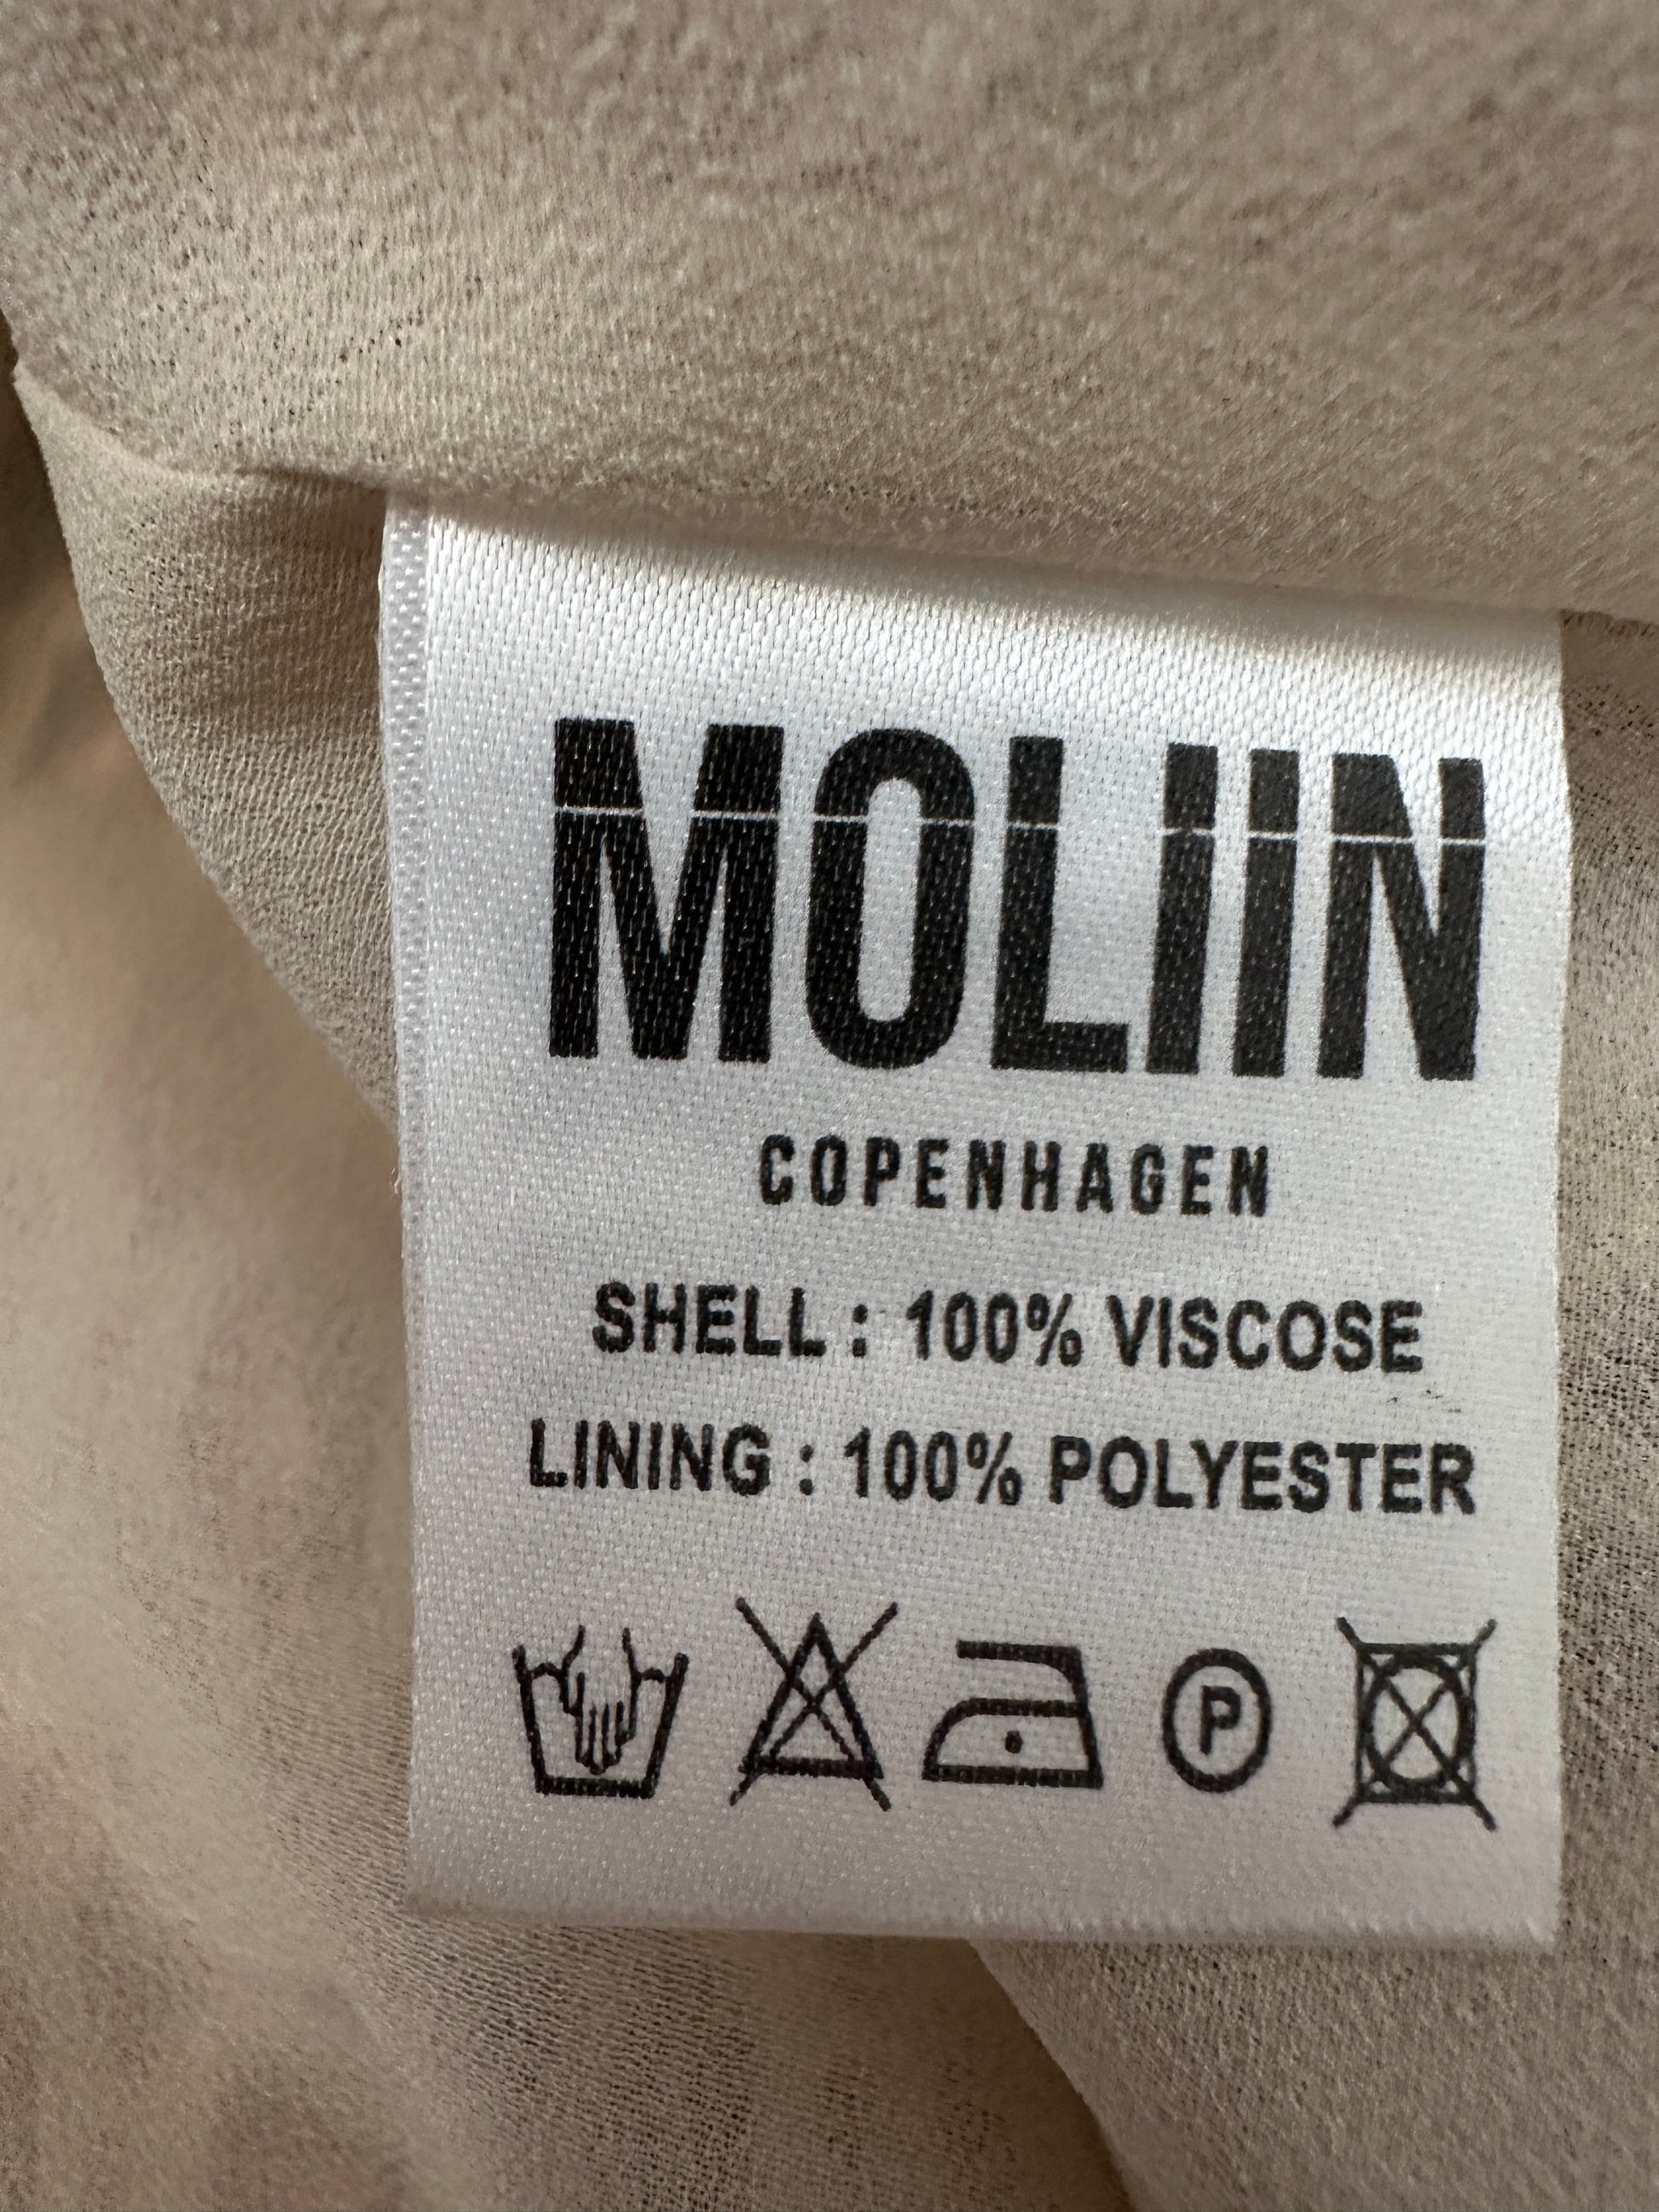 MOLIIN
COPENHAGEN
SHELL : 100% VISCOSE
LINING : 100% POLYESTER
P